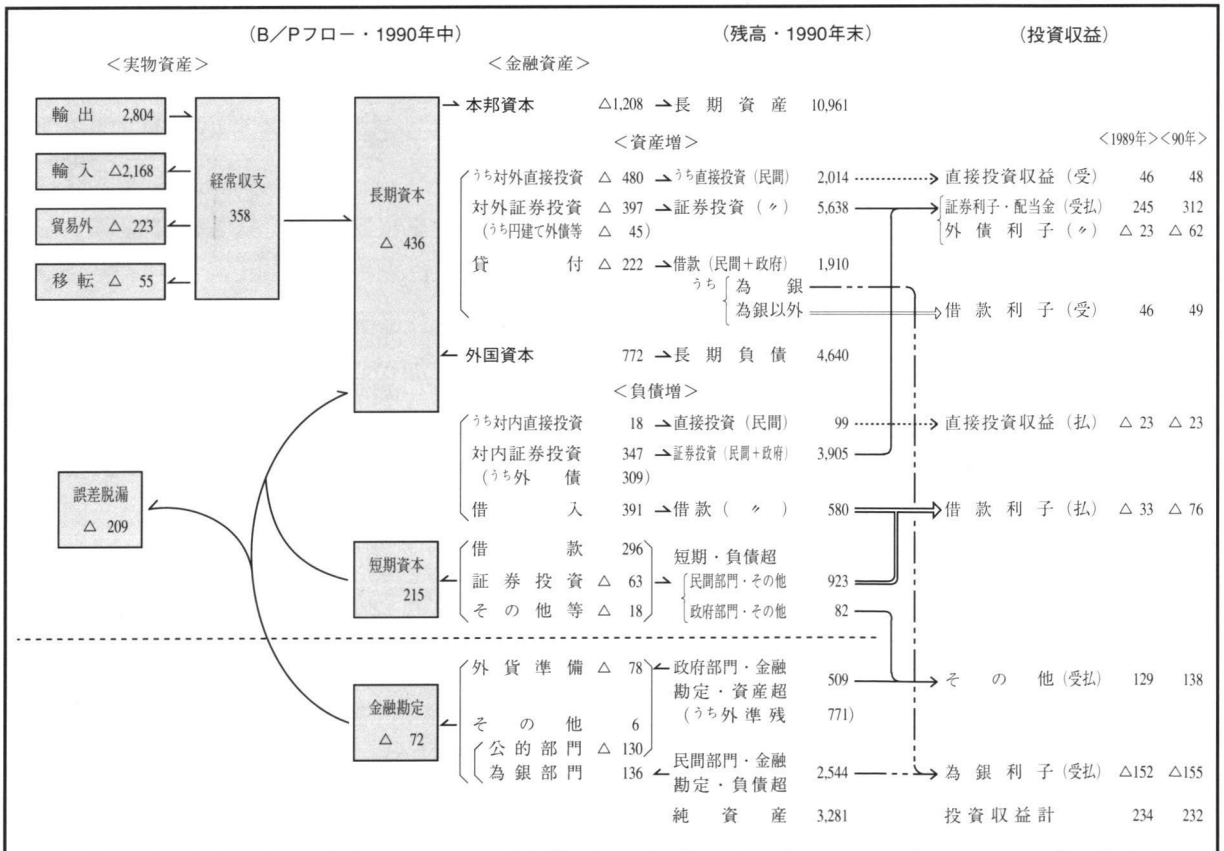 (B／Pフロー・1990年中) (残高・1990年末) (投資収益)
＜実物資産＞ ＜金融資産＞
輸出 2,804
輸入 △2,168
貿易外 △ 223
移転 △ 55
経常収支
358
長期資本
△ 436
本邦資本 △1,208 長期資産 10,961
＜資産増＞ ＜1989年＞＜90年＞
うち対外直接投資 △ 480 うち直接投資(民間) 2,014 直接投資収益(受) 46 48
対外証券投資 △ 397 証券投資(〃) 5,638 証券利子・配当金(受払) 245 312
(うち円建て外債等 △ 45) 外債利子(〃) △ 23 △ 62
貸付 △ 222 借款(民間+政府) 1,910
うち 為銀
為銀以外 借款利子(受) 46 49
外国資本 772 長期負債 4,640
＜負債増＞
うち対内直接投資 18 直接投資(民間) 99 直接投資収益(払) △ 23 △ 23
対内証券投資 347 証券投資(民間+政府) 3,905
(うち外債 309)
借入 391 借款(〃) 580 借款利子(払) △ 33 △ 76
誤差脱漏
△ 209
短期資本
215
借款 296 短期・負債超
証券投資 △ 63 民間部門・その他 923
その他等 △ 18 政府部門・その他 82
金融勘定
△ 72
外貨準備 △ 78 政府部門・金融
勘定・資産超 509 その他(受払) 129 138
(うち外準残 771)
その他 6
公的部門 △ 130
為銀部門 136 民間部門・金融
勘定・負債超 2,544 為銀利子(受払) △152 △155
純資産 3,281 投資収益計 234 232